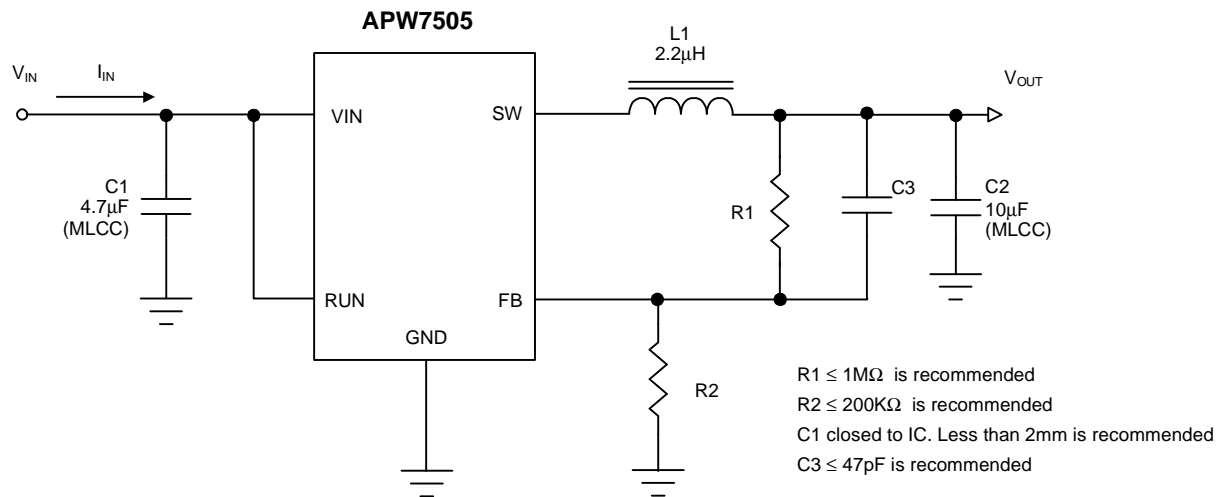 APW7505
L1
2.2μH
VIN
IIN
VOUT
VIN
SW
C1
4.7μF
(MLCC)
R1
C3
C2
10μF
(MLCC)
RUN
FB
GND
R2
R1 ≤ 1MΩ is recommended
R2 ≤ 200KΩ is recommended
C1 closed to IC. Less than 2mm is recommended
C3 ≤ 47pF is recommended